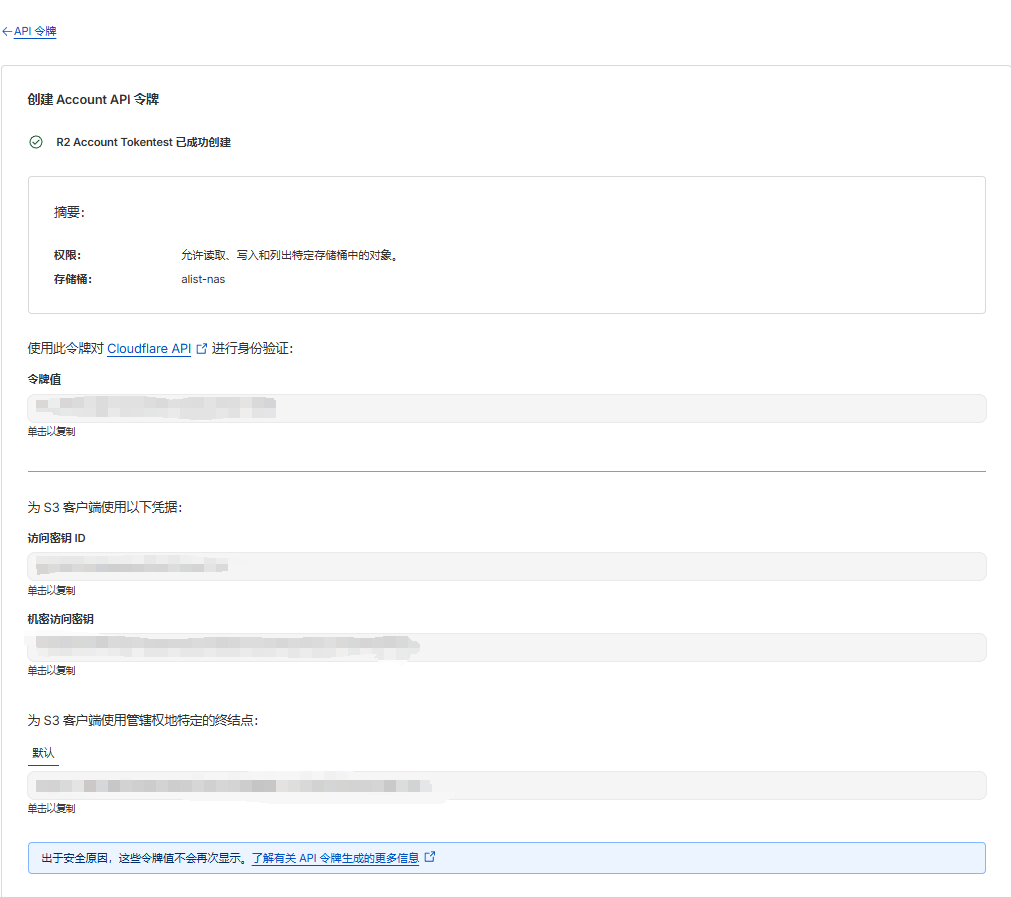 ←API 令牌
创建 Account API 令牌
R2 Account Tokentest 已成功创建
摘要：
权限： 允许读取、写入和列出特定存储桶中的对象。
存储桶： alist-nas
使用此令牌对 Cloudflare API 进行身份验证：
令牌值
单击以复制
为 S3 客户端使用以下凭据：
访问密钥 ID
单击以复制
机密访问密钥
单击以复制
为 S3 客户端使用管辖权地特定的终结点：
默认
单击以复制
出于安全原因，这些令牌值不会再次显示。了解有关 API 令牌生成的更多信息